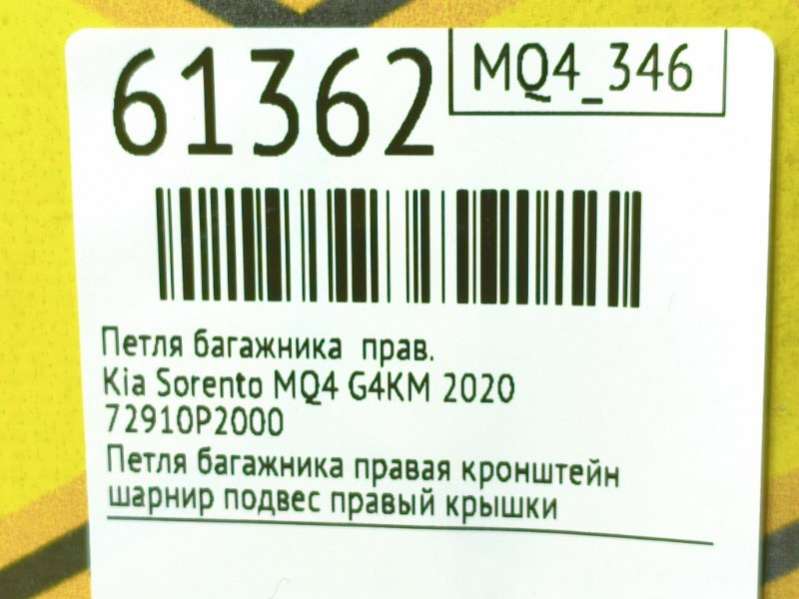 61362
MQ4_346
Петля багажника прав.
Kia Sorento MQ4 G4KM 2020
72910P2000
Петля багажника правая кронштейн
шарнир подвес правый крышки